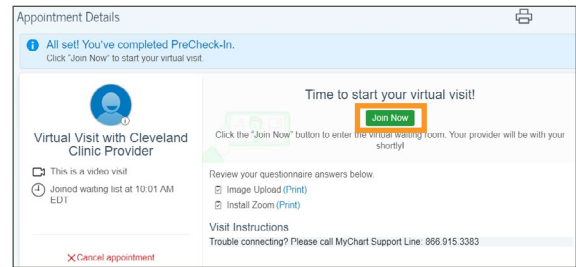 Appointment Details
All set! You've completed PreCheck-In.
Click "Join Now" to start your virtual visit.
Virtual Visit with Cleveland
Clinic Provider
This is a video visit
Joined waiting list at 10:01 AM
EDT
Cancel appointment
Time to start your virtual visit!
Join Now
Click the "Join Now" button to enter the virtual waiting room. Your provider will be with your
shortly!
Review your questionnaire answers below.
Image Upload (Print)
Install Zoom (Print)
Visit Instructions
Trouble connecting? Please call MyChart Support Line: 866.915.3383